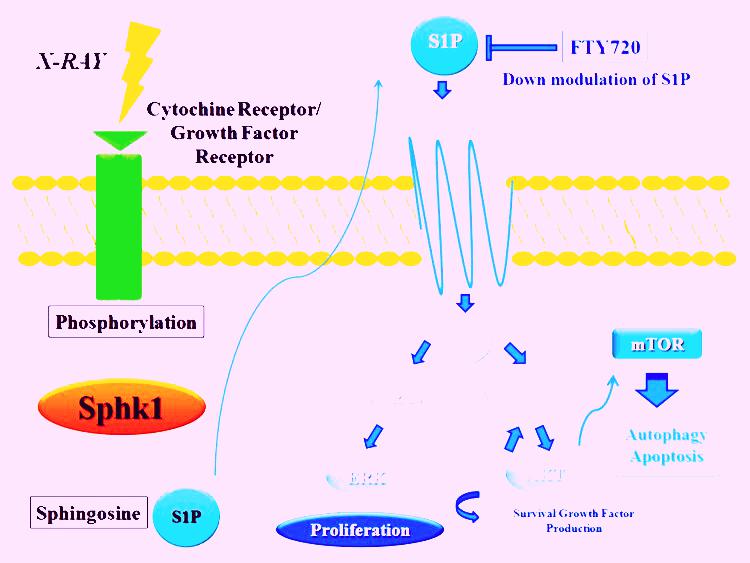 S1P
FTY720
Down modulation of S1P
X-RAY
Cytochine Receptor/
Growth Factor
Receptor
Phosphorylation
mTOR
Sphk1
Autophagy
Apoptosis
ERK
Sphingosine
S1P
Proliferation
Survival Growth Factor
Production